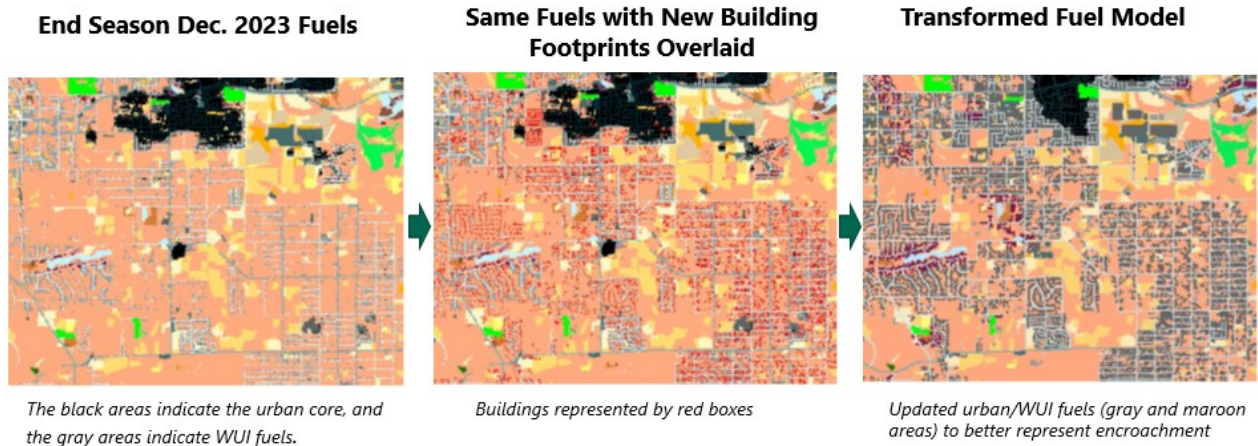 End Season Dec. 2023 Fuels
Same Fuels with New Building
Footprints Overlaid
Transformed Fuel Model
The black areas indicate the urban core, and
the gray areas indicate WUI fuels.
Buildings represented by red boxes
Updated urban/WUI fuels (gray and maroon
areas) to better represent encroachment